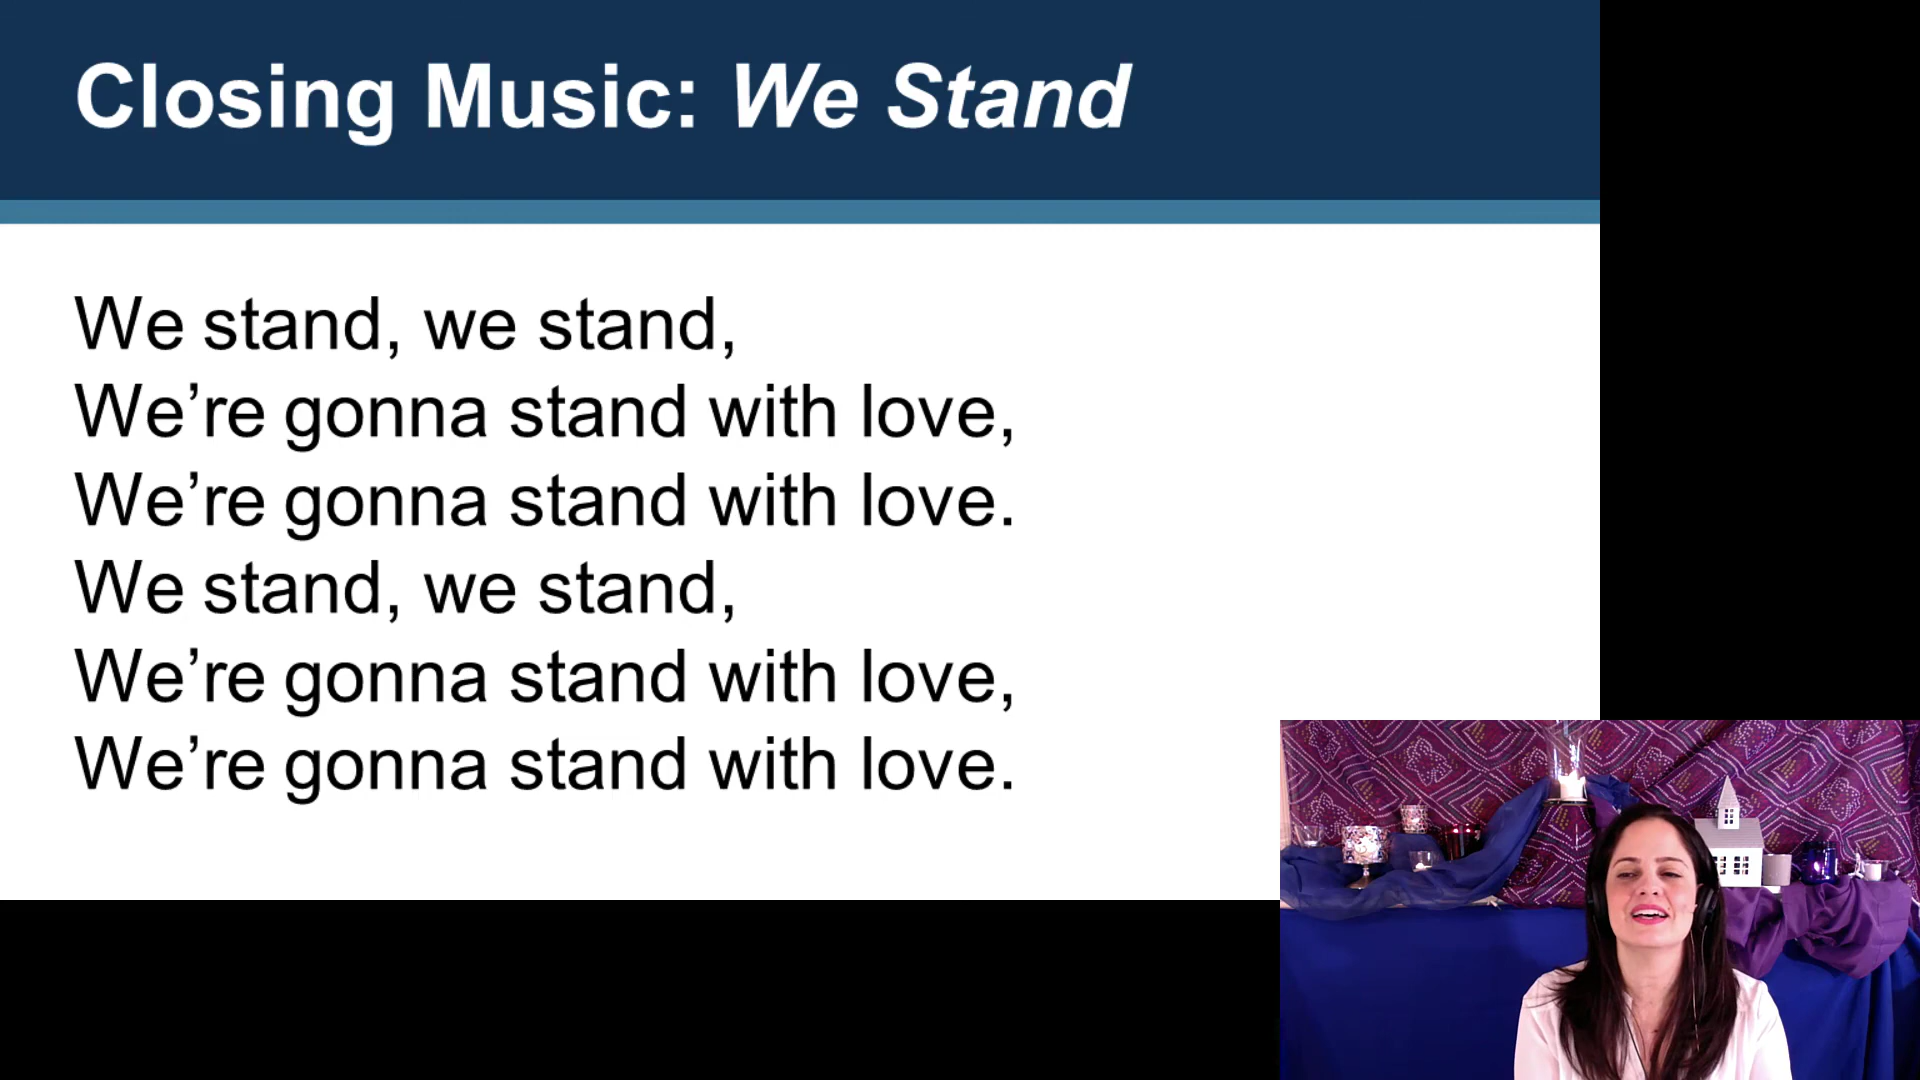 Closing Music: We Stand
We stand, we stand,
We’re gonna stand with love,
We’re gonna stand with love.
We stand, we stand,
We’re gonna stand with love,
We’re gonna stand with love.